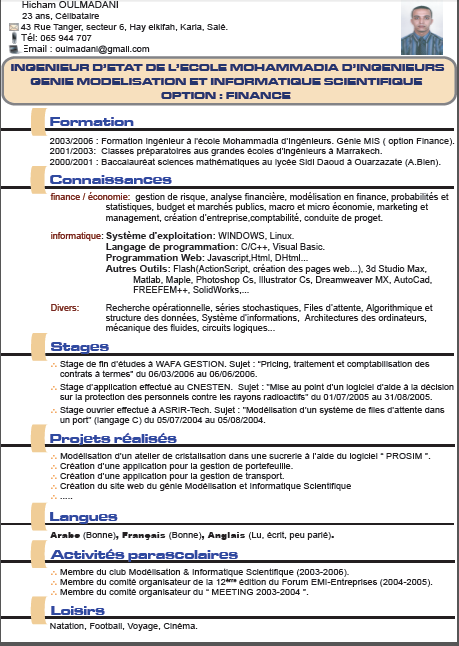 Hicham OULMADANI
23 ans, Célibataire
43 Rue Tanger, secteur 6, Hay elkifah, Karia, Salé.
Tél: 065 944 707
Email : oulmadani@gmail.com
INGENIEUR D'ETAT DE L'ECOLE MOHAMMADIA D'INGENIEURS
GENIE MODELISATION ET INFORMATIQUE SCIENTIFIQUE
OPTION : FINANCE
Formation
2003/2006 : Formation ingénieur à l'école Mohammadia d'Ingénieurs. Génie MIS ( option Finance).
2001/2003: Classes préparatoires aus grandes écoles d'ingénieurs à Marrakech.
2000/2001 : Baccalauréat sciences mathématiques au lycée Sidi Daoud à Ouarzazate (A.Bien).
Connaissances
finance / économie: gestion de risque, analyse financière, modélisation en finance, probabilités et
statistiques, budget et marchés publics, macro et micro économie, marketing et
management, création d'entreprise,comptabilité, conduite de projet.
informatique: Système d'exploitation: WINDOWS, Linux.
Langage de programmation: C/C++, Visual Basic.
Programmation Web: Javascript,Html, DHtml...
Autres Outils: Flash(ActionScript, création des pages web...), 3d Studio Max,
Matlab, Maple, Photoshop Cs, Illustrator Cs, Dreamweaver MX, AutoCad,
FREEFEM++, SolidWorks,...
Divers: Recherche opérationnelle, séries stochastiques, Files d'attente, Algorithmique et
structure des données, Système d'informations, Architectures des ordinateurs,
mécanique des fluides, circuits logiques...
Stages
∴ Stage de fin d'études à WAFA GESTION. Sujet : "Pricing, traitement et comptabilisation des
contrats à termes" du 06/03/2006 au 06/06/2006.
∴ Stage d'application effectué au CNESTEN. Sujet : "Mise au point d'un logiciel d'aide à la décision
sur la protection des personnels contre les rayons radioactifs" du 01/07/2005 au 31/08/2005.
∴ Stage ouvrier effectué à ASRIR-Tech. Sujet : "Modélisation d'un système de files d'attente dans
un port" (langage C) du 05/07/2004 au 05/08/2004.
Projets réalisés
∴ Modélisation d'un atelier de cristalisation dans une sucrerie à l'aide du logiciel " PROSIM ".
∴ Création d'une application pour la gestion de portefeuille.
∴ Création d'une application pour la gestion de transport.
∴ Création du site web du génie Modélisation et Informatique Scientifique
∴ .....
Langues
Arabe (Bonne), Français (Bonne), Anglais (Lu, écrit, peu parlé).
Activités parascolaires
∴ Membre du club Modélisation & Informatique Scientifique (2003-2006).
∴ Membre du comité organisateur de la 12ème édition du Forum EMI-Entreprises (2004-2005).
∴ Membre du comité organisateur du " MEETING 2003-2004 ".
Loisirs
Natation, Football, Voyage, Cinéma.